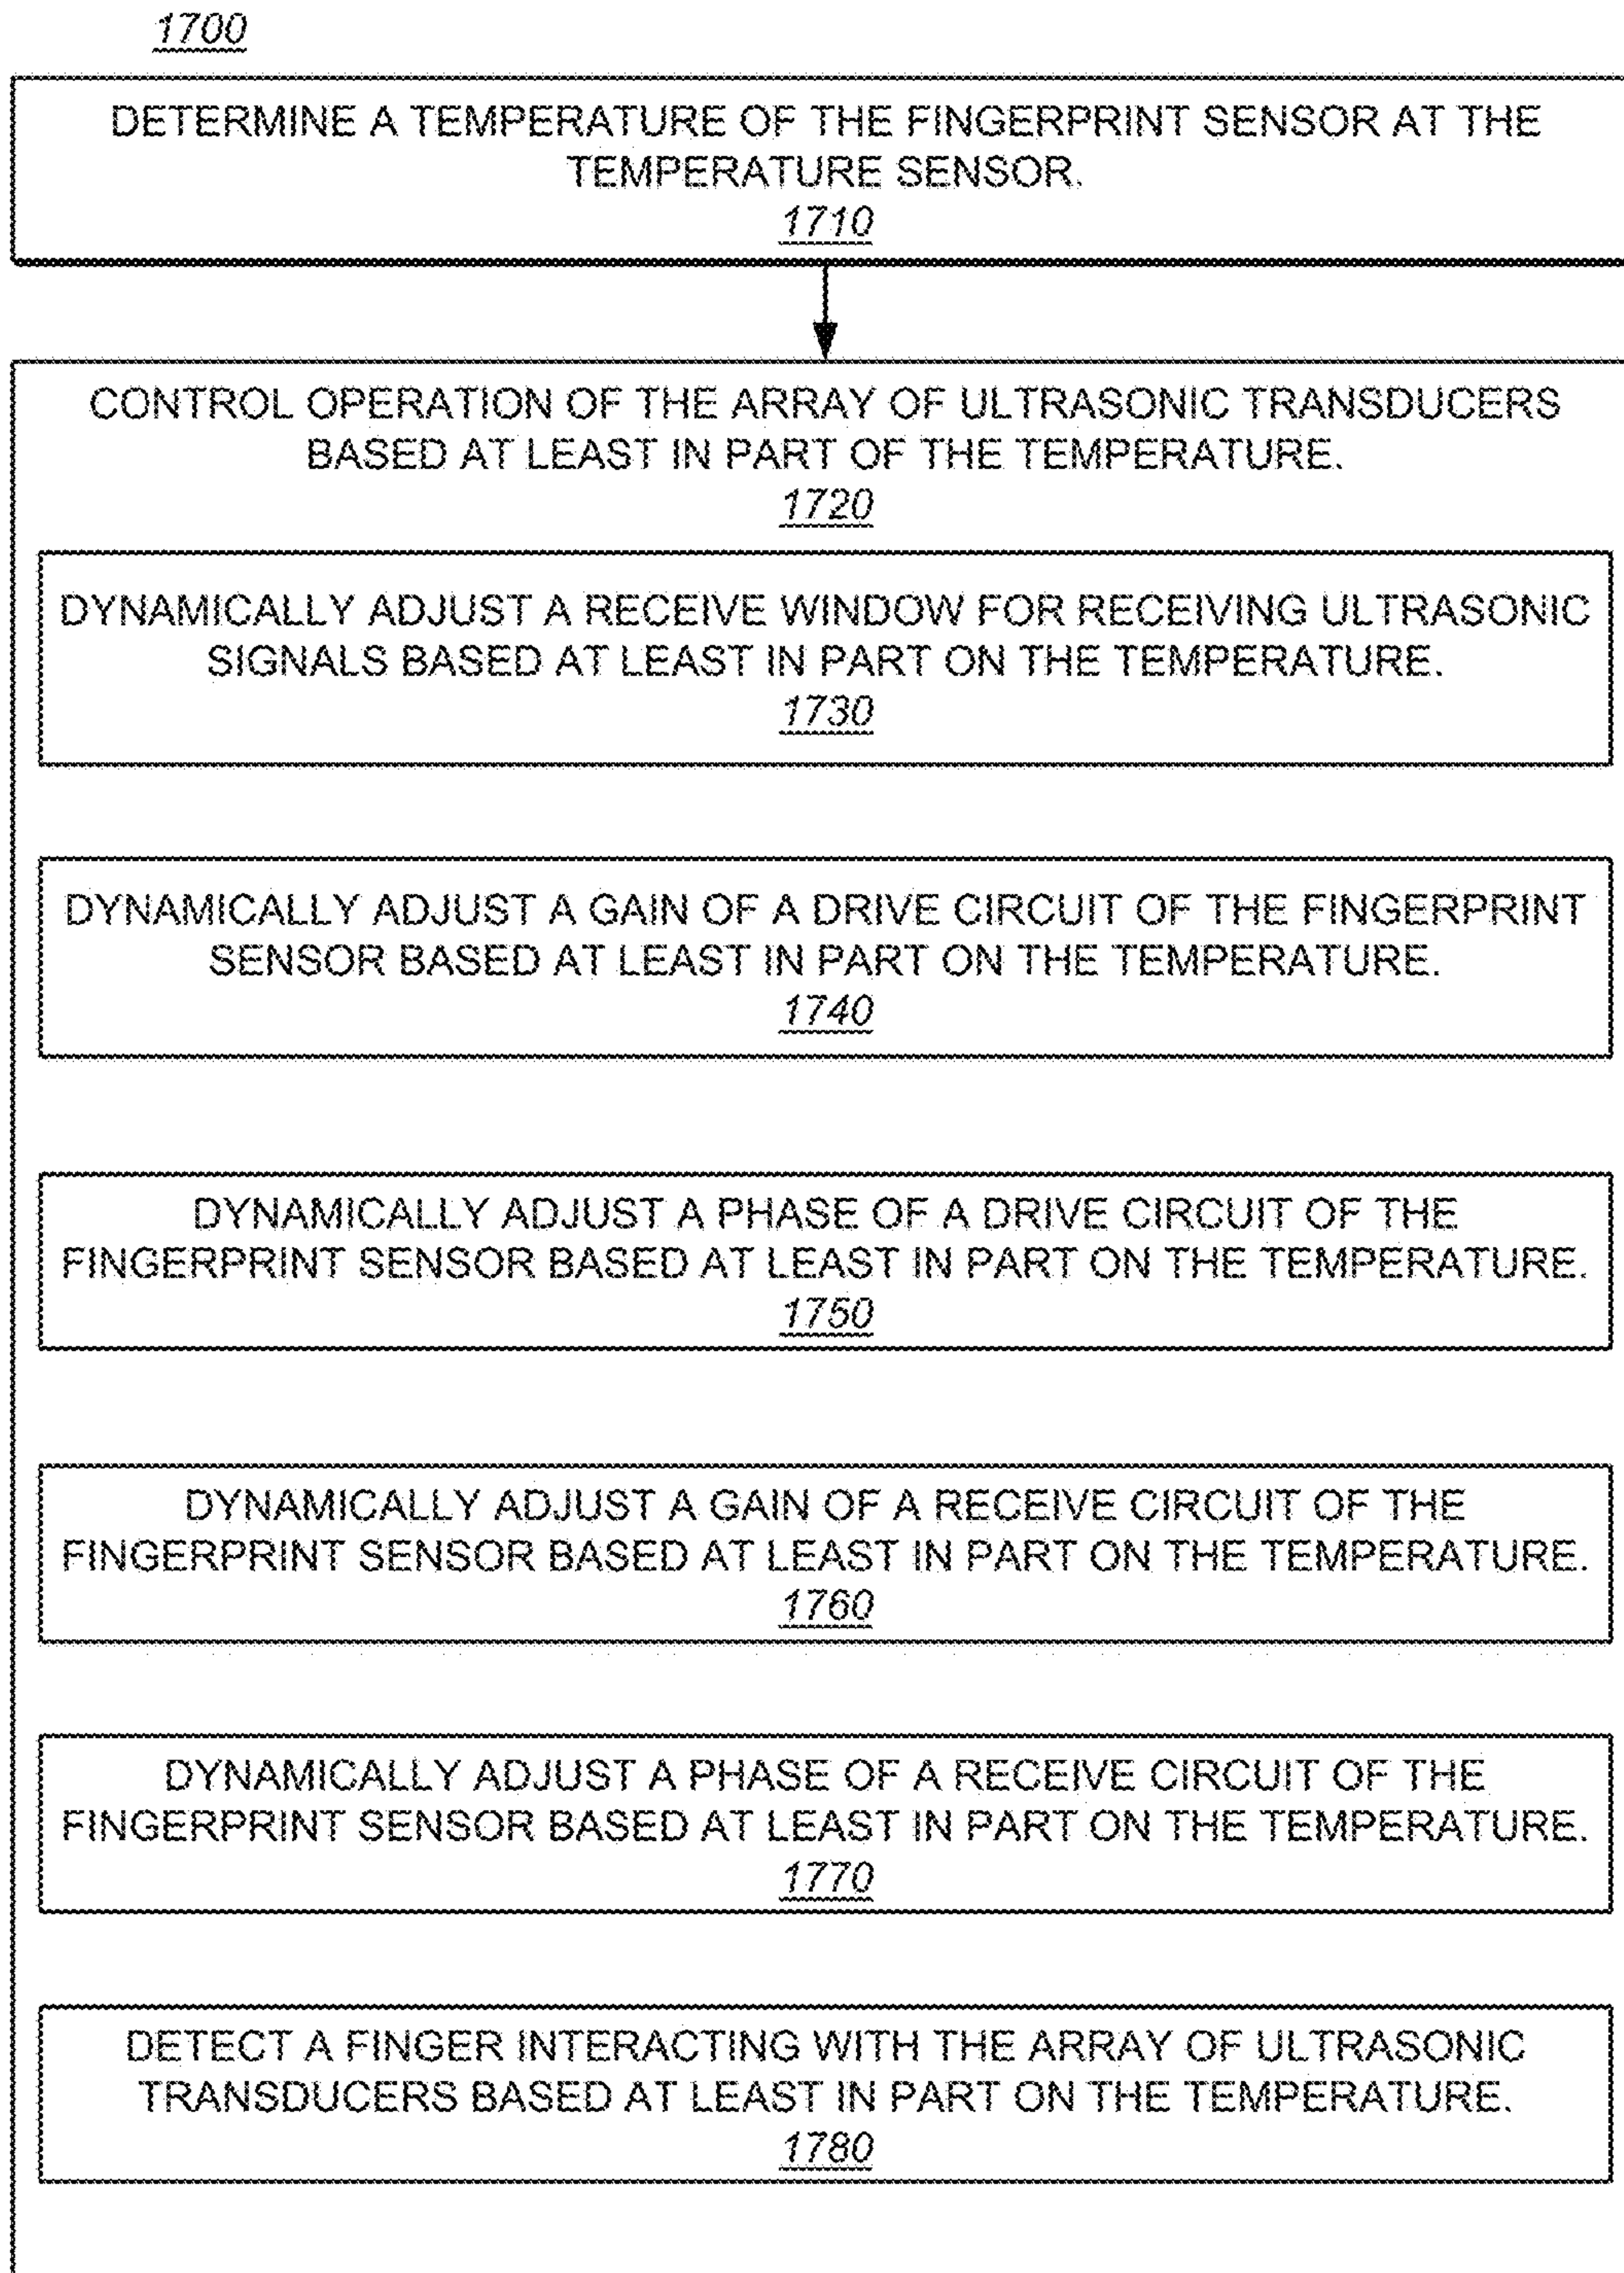 1700
DETERMINE A TEMPERATURE OF THE FINGERPRINT SENSOR AT THE
TEMPERATURE SENSOR.
1710
CONTROL OPERATION OF THE ARRAY OF ULTRASONIC TRANSDUCERS
BASED AT LEAST IN PART OF THE TEMPERATURE.
1720
DYNAMICALLY ADJUST A RECEIVE WINDOW FOR RECEIVING ULTRASONIC
SIGNALS BASED AT LEAST IN PART ON THE TEMPERATURE.
1730
DYNAMICALLY ADJUST A GAIN OF A DRIVE CIRCUIT OF THE FINGERPRINT
SENSOR BASED AT LEAST IN PART ON THE TEMPERATURE.
1740
DYNAMICALLY ADJUST A PHASE OF A DRIVE CIRCUIT OF THE
FINGERPRINT SENSOR BASED AT LEAST IN PART ON THE TEMPERATURE.
1750
DYNAMICALLY ADJUST A GAIN OF A RECEIVE CIRCUIT OF THE
FINGERPRINT SENSOR BASED AT LEAST IN PART ON THE TEMPERATURE.
1760
DYNAMICALLY ADJUST A PHASE OF A RECEIVE CIRCUIT OF THE
FINGERPRINT SENSOR BASED AT LEAST IN PART ON THE TEMPERATURE.
1770
DETECT A FINGER INTERACTING WITH THE ARRAY OF ULTRASONIC
TRANSDUCERS BASED AT LEAST IN PART ON THE TEMPERATURE.
1780